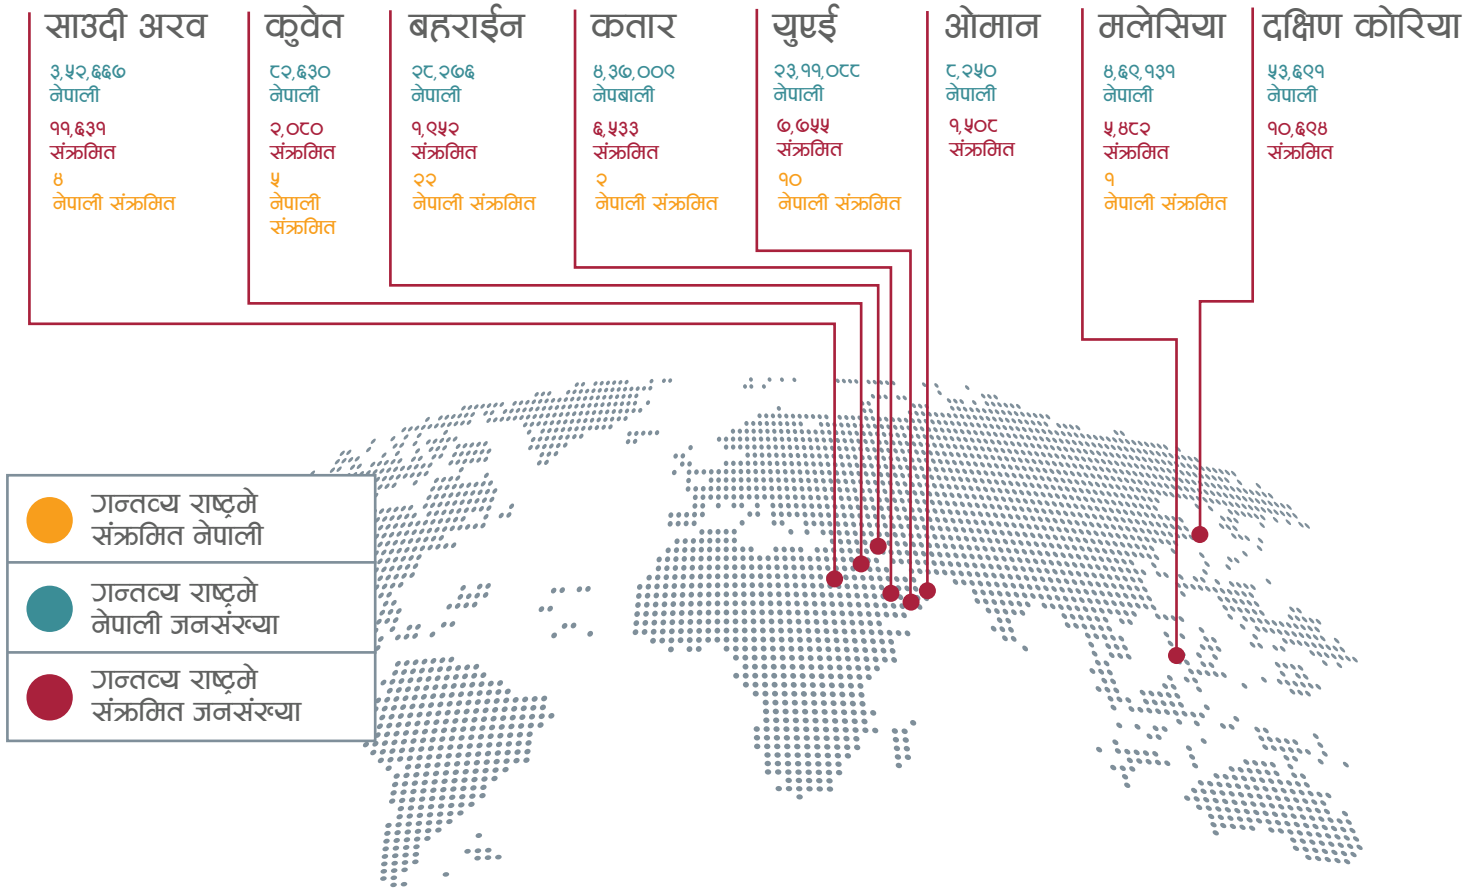 साउदी अरव
३,५२,६६७
नेपाली
११,६३१
संक्रमित
४
नेपाली संक्रमित
कुवेत
८२,६३०
नेपाली
२,०८०
संक्रमित
५
नेपाली
संक्रमित
बहराईन
२८,२७६
नेपाली
१,९५२
संक्रमित
२२
नेपाली संक्रमित
कतार
४,३७,००९
नेपबाली
६,५३३
संक्रमित
२
नेपाली संक्रमित
युएई
२३,११,०८८
नेपाली
७,७५५
संक्रमित
१०
नेपाली संक्रमित
ओमान
८,२५०
नेपाली
१,५०८
संक्रमित
मलेसिया
४,६९,१३१
नेपाली
५,४८२
संक्रमित
१
नेपाली संक्रमित
दक्षिण कोरिया
५३,६९१
नेपाली
१०,६९४
संक्रमित
गन्तव्य राष्ट्रमे
संक्रमित नेपाली
गन्तव्य राष्ट्रमे
नेपाली जनसंख्या
गन्तव्य राष्ट्रमे
संक्रमित जनसंख्या